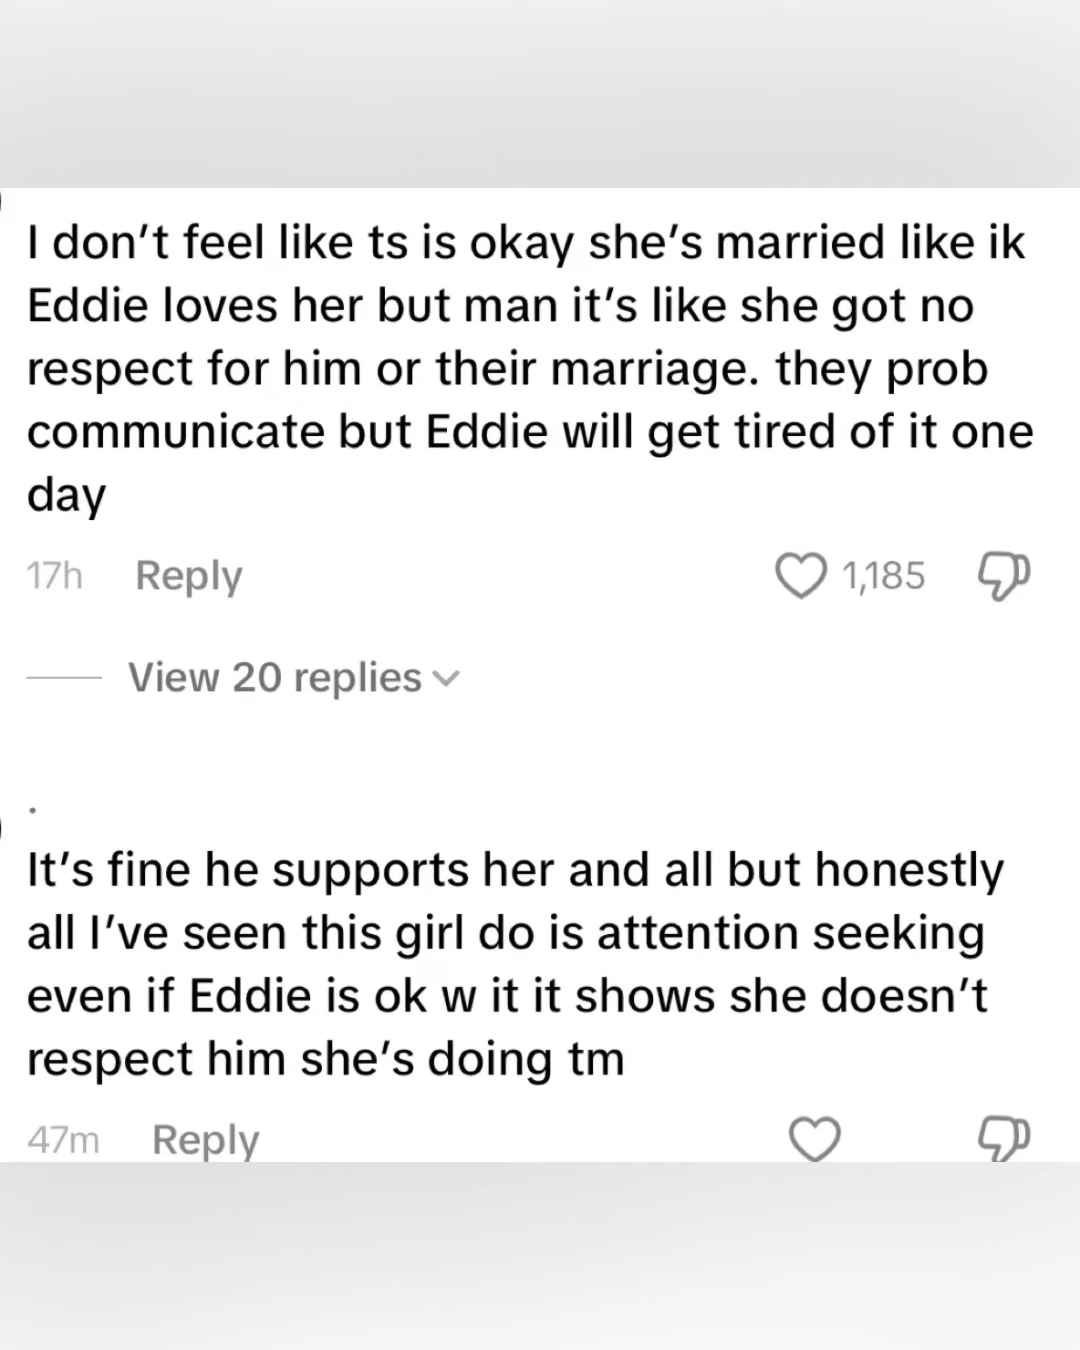 I don’t feel like ts is okay she’s married like ik
Eddie loves her but man it’s like she got no
respect for him or their marriage. they prob
communicate but Eddie will get tired of it one
day
17h Reply 1,185
View 20 replies
.
It’s fine he supports her and all but honestly
all I’ve seen this girl do is attention seeking
even if Eddie is ok w it it shows she doesn’t
respect him she’s doing tm
47m Reply